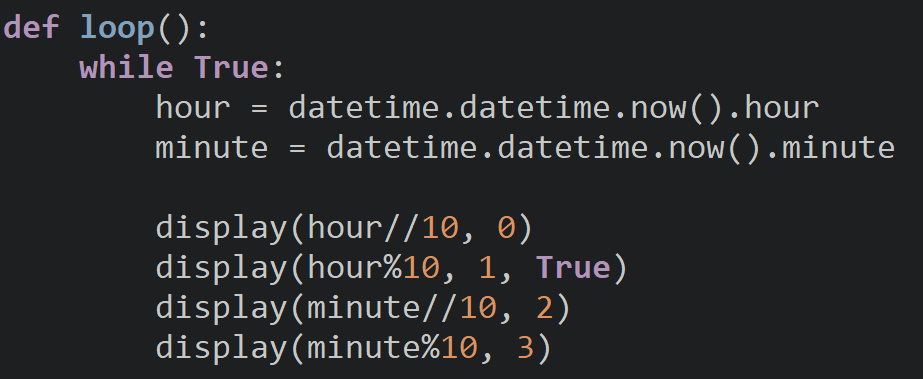 def loop():
    while True:
        hour = datetime.datetime.now().hour
        minute = datetime.datetime.now().minute

        display(hour//10, 0)
        display(hour%10, 1, True)
        display(minute//10, 2)
        display(minute%10, 3)